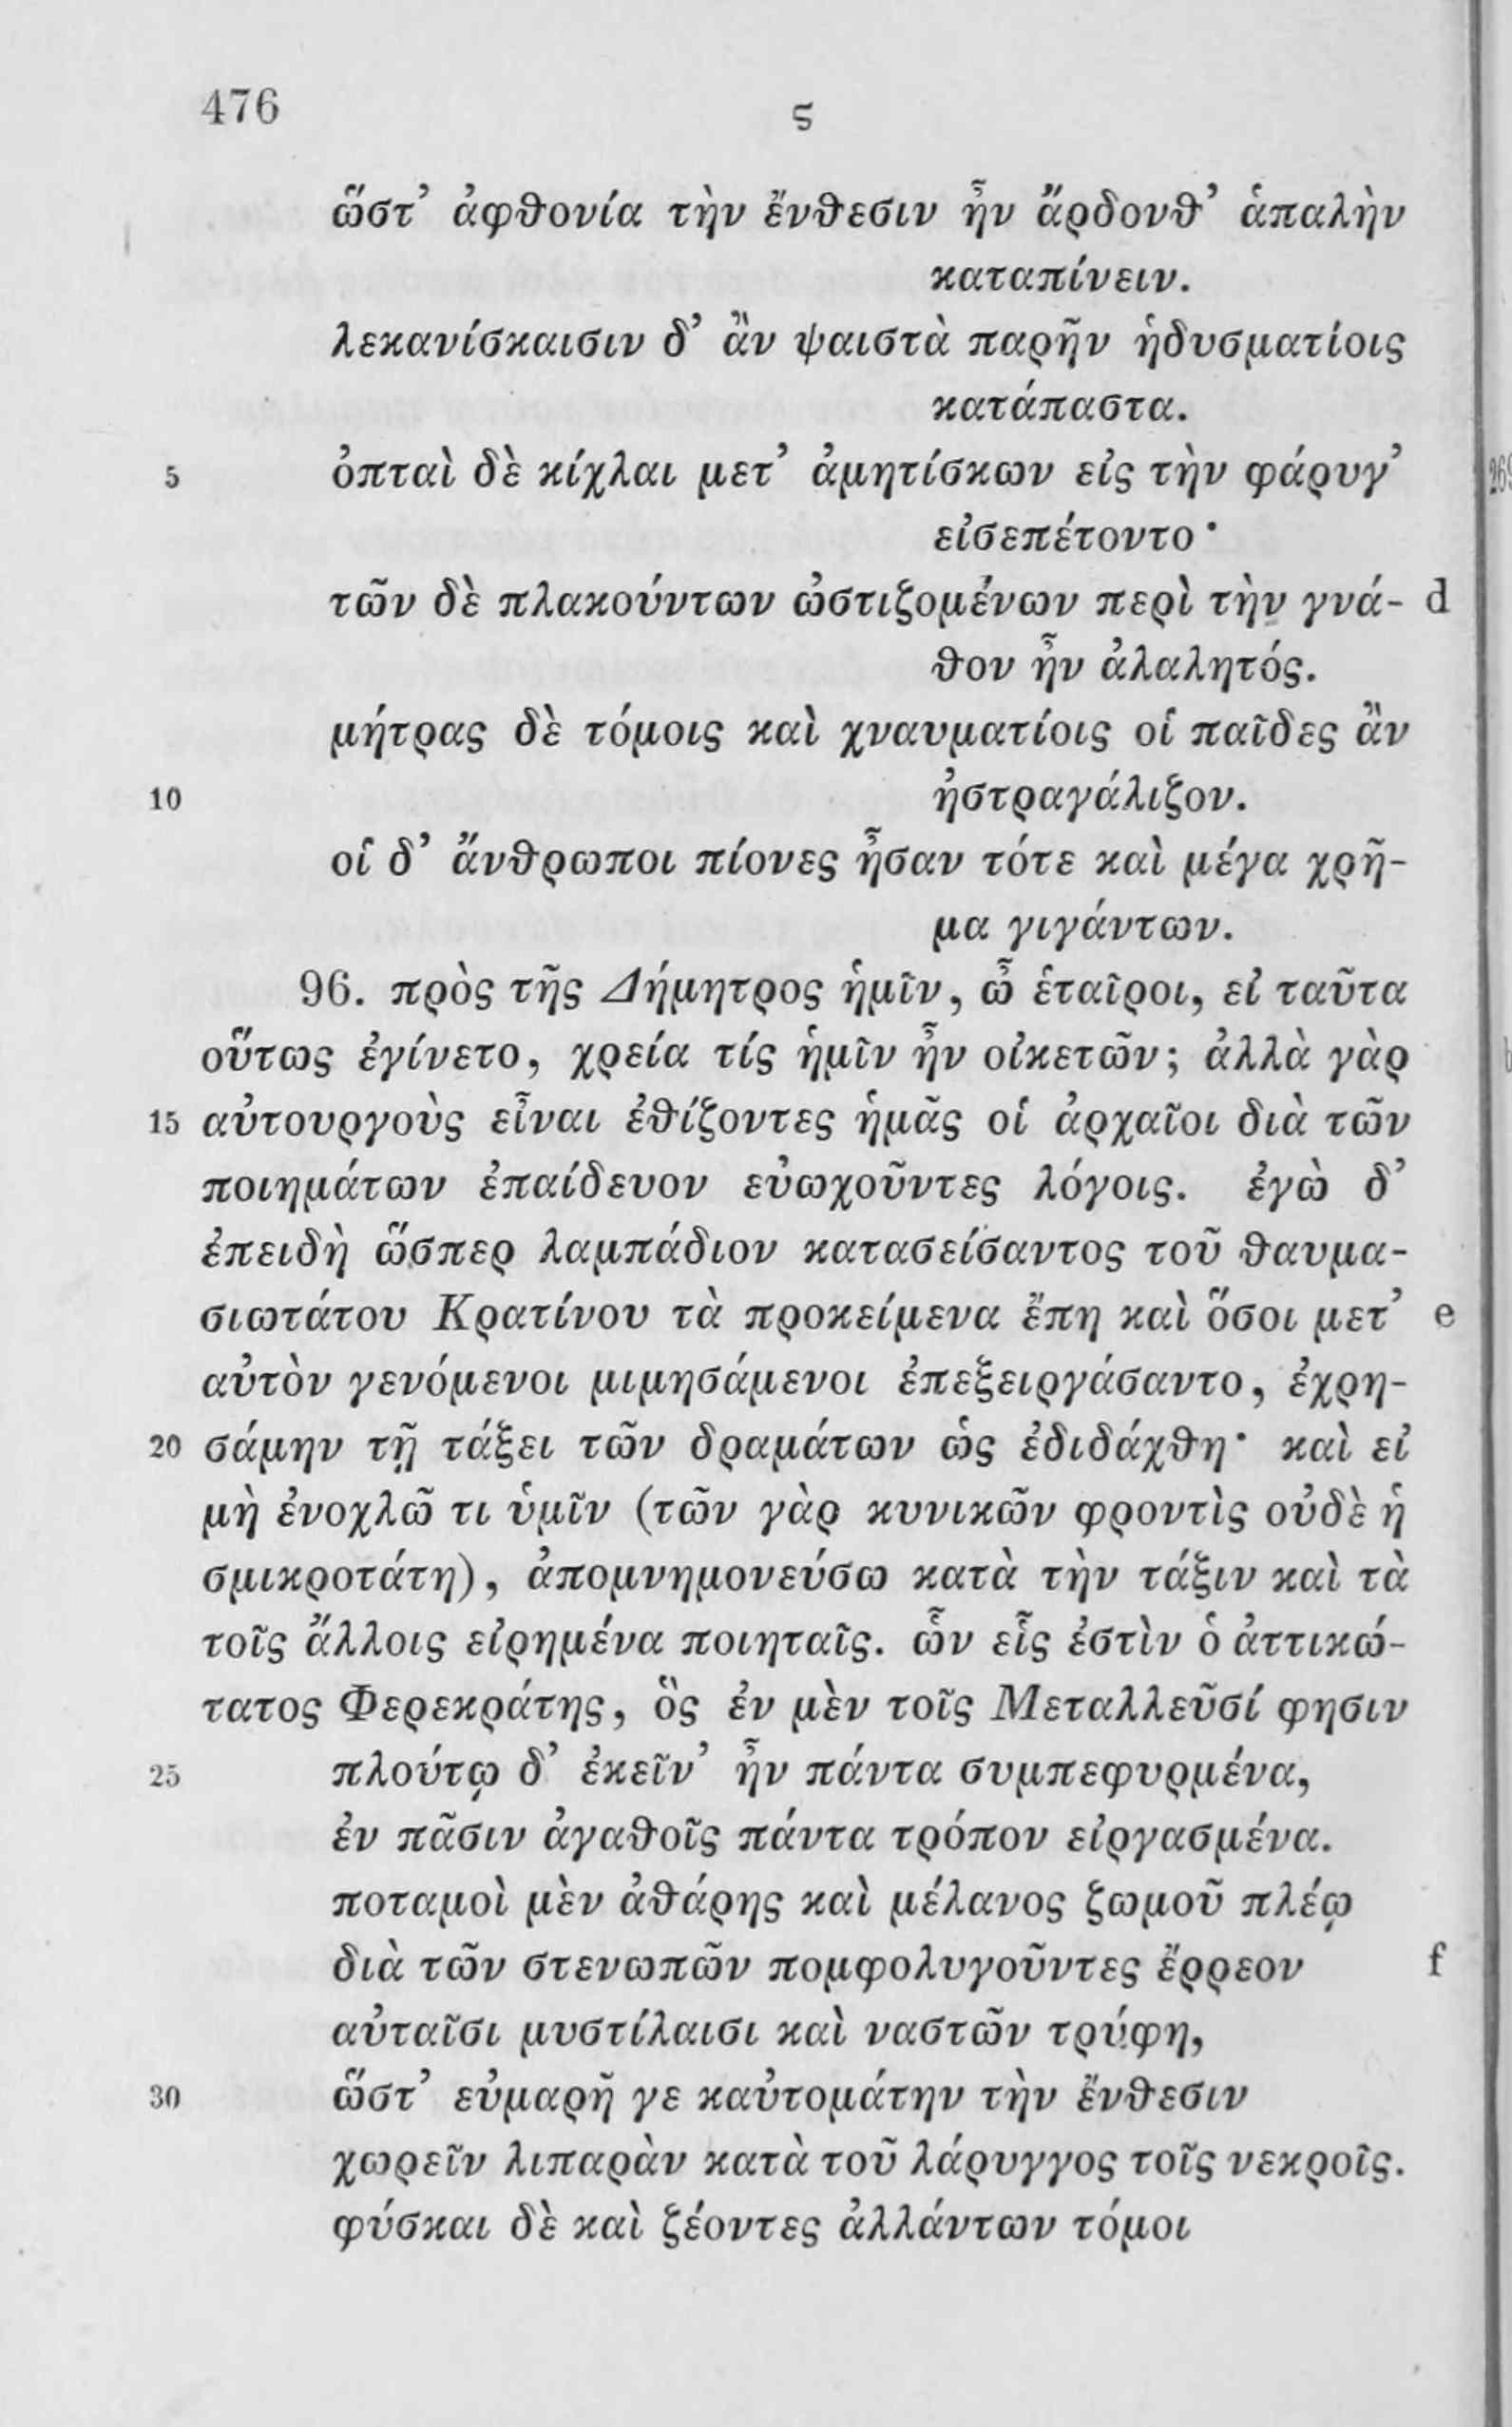 476 ϛ
ὥστ’ ἀφθονία τὴν ἔνθεσιν ἦν ἄρδονθ’ ἁπαλὴν
καταπίνειν.
λεκανίσκαισιν δ’ ἂν ψαιστὰ παρῆν ἡδυσματίοις
κατάπαστα.
5 ὀπταὶ δὲ κίχλαι μετ’ ἀμητίσκων εἰς τὴν φάρυγ’
εἰσεπέτοντο·
τῶν δὲ πλακούντων ὠστιζομένων περὶ τὴν γνά- d
θον ἦν ἀλαλητός.
μήτρας δὲ τόμοις καὶ χναυματίοις οἱ παῖδες ἂν
10 ἠστραγάλιζον.
οἱ δ’ ἄνθρωποι πίονες ἦσαν τότε καὶ μέγα χρῆ-
μα γιγάντων.
96. πρὸς τῆς Δήμητρος ἡμῖν, ὦ ἑταῖροι, εἰ ταῦτα
οὕτως ἐγίνετο, χρεία τίς ἡμῖν ἦν οἰκετῶν; ἀλλὰ γὰρ
15 αὐτουργοὺς εἶναι ἐθίζοντες ἡμᾶς οἱ ἀρχαῖοι διὰ τῶν
ποιημάτων ἐπαίδευον εὐωχοῦντες λόγοις. ἐγὼ δ’
ἐπειδὴ ὥσπερ λαμπάδιον κατασείσαντος τοῦ θαυμα-
σιωτάτου Κρατίνου τὰ προκείμενα ἔπη καὶ ὅσοι μετ’ e
αὐτὸν γενόμενοι μιμησάμενοι ἐπεξειργάσαντο, ἐχρη-
20 σάμην τῇ τάξει τῶν δραμάτων ὡς ἐδιδάχθη· καὶ εἰ
μὴ ἐνοχλῶ τι ὑμῖν (τῶν γὰρ κυνικῶν φροντὶς οὐδὲ ἡ
σμικροτάτη), ἀπομνημονεύσω κατὰ τὴν τάξιν καὶ τὰ
τοῖς ἄλλοις εἰρημένα ποιηταῖς. ὧν εἷς ἐστὶν ὁ ἀττικώ-
τατος Φερεκράτης, ὃς ἐν μὲν τοῖς Μεταλλεῦσί φησιν
25 πλούτῳ δ’ ἐκεῖν’ ἦν πάντα συμπεφυρμένα,
ἐν πᾶσιν ἀγαθοῖς πάντα τρόπον εἰργασμένα.
ποταμοὶ μὲν ἀθάρης καὶ μέλανος ζωμοῦ πλέῳ
διὰ τῶν στενωπῶν πομφολυγοῦντες ἔρρεον f
αὐταῖσι μυστίλαισι καὶ ναστῶν τρύφη,
30 ὥστ’ εὐμαρῆ γε καὐτομάτην τὴν ἔνθεσιν
χωρεῖν λιπαρὰν κατὰ τοῦ λάρυγγος τοῖς νεκροῖς.
φύσκαι δὲ καὶ ζέοντες ἀλλάντων τόμοι